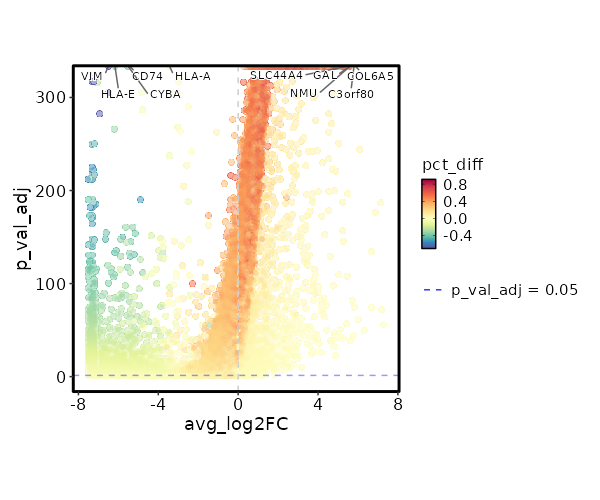 VIM CD74 HLA-A SLC44A4 GAL GOL6A5
HLA-E CYBA NMU C3orf80
300
200
100
0
p_val_adj
-8 -4 0 4 8
avg_log2FC
pct_diff
0.8
0.4
0.0
-0.4
p_val_adj = 0.05